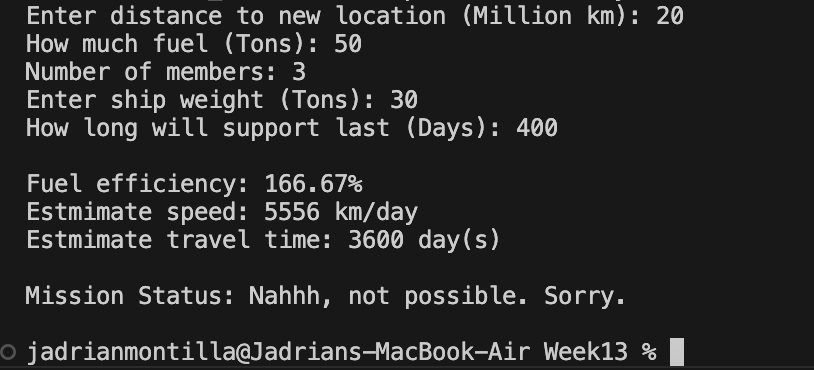 Enter distance to new location (Million km): 20
How much fuel (Tons): 50
Number of members: 3
Enter ship weight (Tons): 30
How long will support last (Days): 400
Fuel efficiency: 166.67%
Estmimate speed: 5556 km/day
Estmimate travel time: 3600 day(s)
Mission Status: Nahhh, not possible. Sorry.
jadrianmontilla@Jadrians-MacBook-Air Week13 %